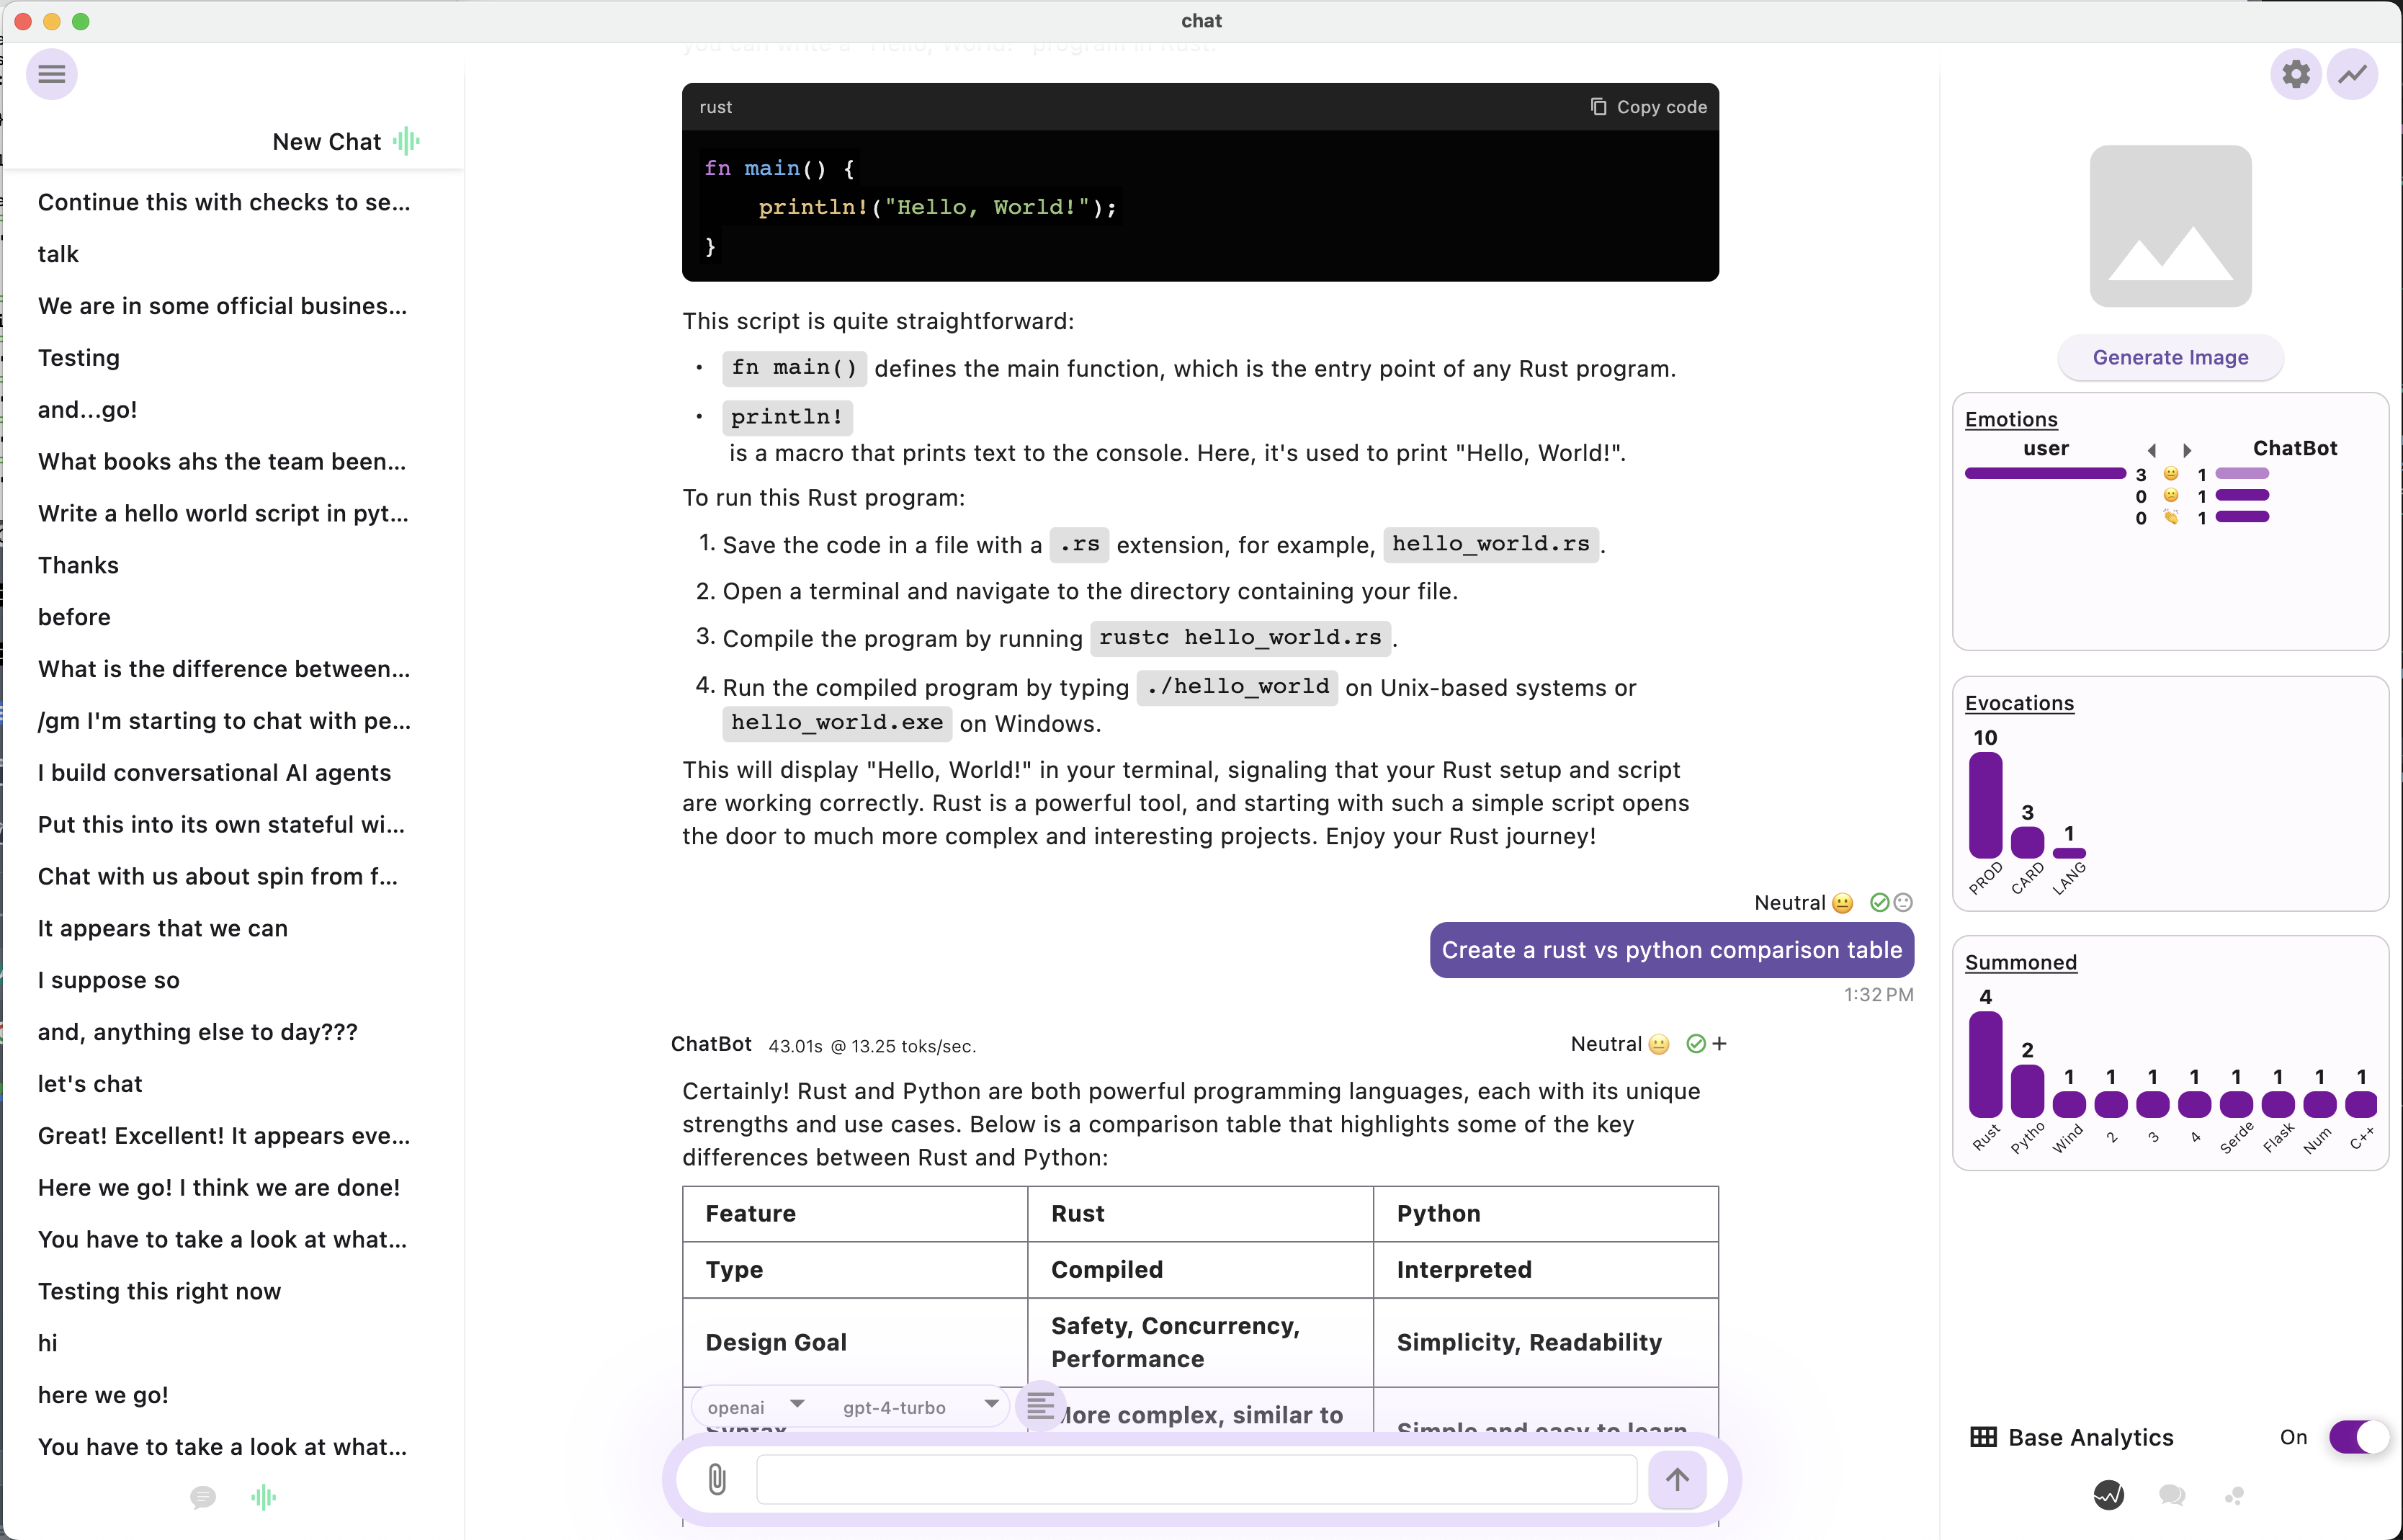 chat
you can write a "Hello, World!" program in Rust:
New Chat
Continue this with checks to se...
talk
We are in some official busines...
Testing
and...go!
What books ahs the team been...
Write a hello world script in pyt...
Thanks
before
What is the difference between...
/gm I'm starting to chat with pe...
I build conversational AI agents
Put this into its own stateful wi...
Chat with us about spin from f...
It appears that we can
I suppose so
and, anything else to day???
let's chat
Great! Excellent! It appears eve...
Here we go! I think we are done!
You have to take a look at what...
Testing this right now
hi
here we go!
You have to take a look at what...
rust
Copy code
fn main() {
    println!("Hello, World!");
}
This script is quite straightforward:
• fn main() defines the main function, which is the entry point of any Rust program.
• println!
is a macro that prints text to the console. Here, it's used to print "Hello, World!".
To run this Rust program:
1. Save the code in a file with a .rs extension, for example, hello_world.rs.
2. Open a terminal and navigate to the directory containing your file.
3. Compile the program by running rustc hello_world.rs.
4. Run the compiled program by typing ./hello_world on Unix-based systems or
hello_world.exe on Windows.
This will display "Hello, World!" in your terminal, signaling that your Rust setup and script
are working correctly. Rust is a powerful tool, and starting with such a simple script opens
the door to much more complex and interesting projects. Enjoy your Rust journey!
Neutral 😐
Create a rust vs python comparison table
1:32 PM
ChatBot 43.01s @ 13.25 toks/sec.
Neutral 😐 +
Certainly! Rust and Python are both powerful programming languages, each with its unique
strengths and use cases. Below is a comparison table that highlights some of the key
differences between Rust and Python:
Feature Rust Python
Type Compiled Interpreted
Design Goal Safety, Concurrency, Simplicity, Readability
Performance
Syntax More complex, similar to Simple and easy to learn
openai gpt-4-turbo
Generate Image
Emotions
user ChatBot
3 1
0 1
0 1
Evocations
10 3 1
PROD CARD LANG
Summoned
4 2 1 1 1 1 1 1 1 1
Rust Pytho Wind 2 3 4 Serde Flask Num C++
Base Analytics On